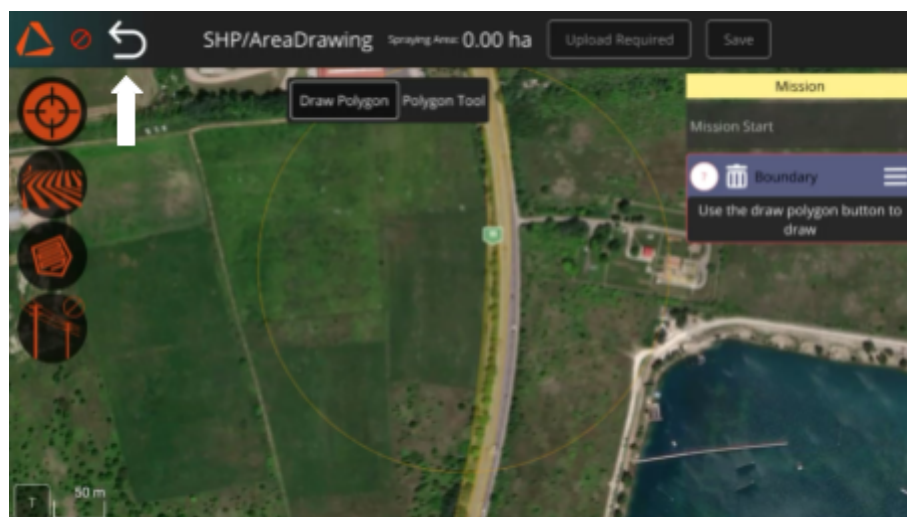 SHP/AreaDrawing Spraying Area: 0.00 ha Upload Required Save
Draw Polygon Polygon Tool
Mission
Mission Start
? Boundary
Use the draw polygon button to
draw
T 50 m